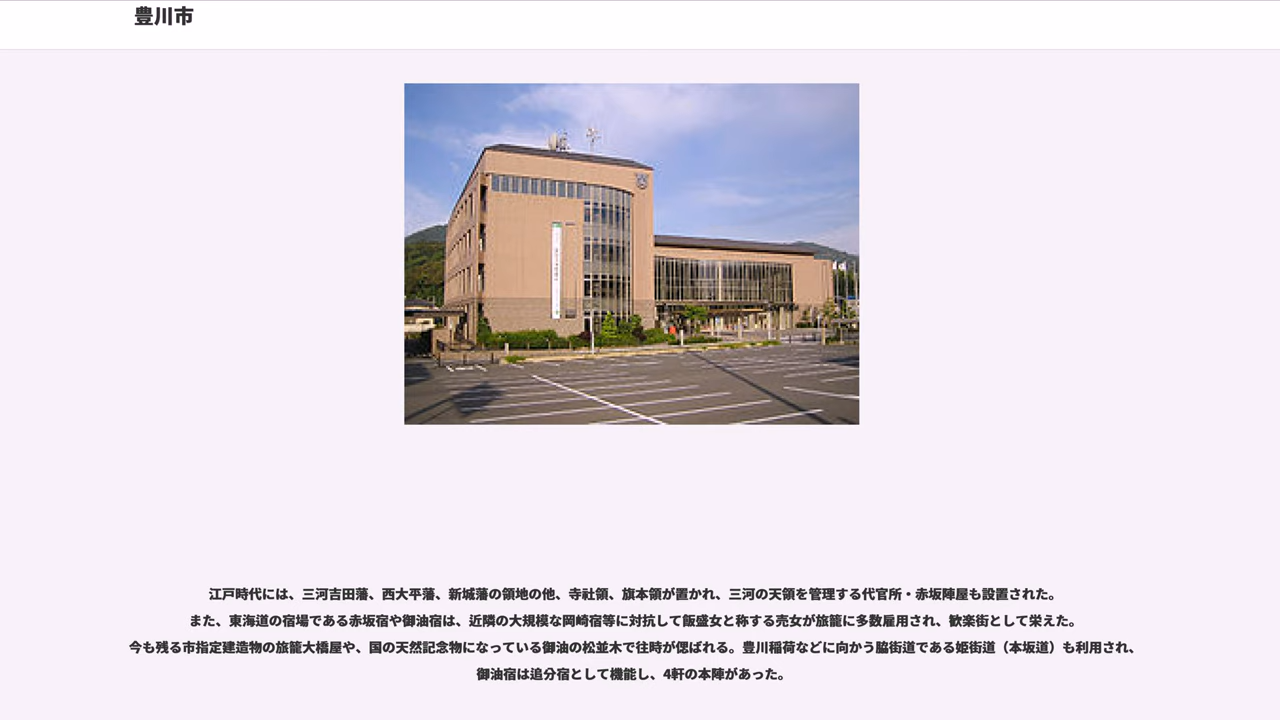 豊川市
江戸時代には、三河吉田藩、西大平藩、新城藩の領地の他、寺社領、旗本領が置かれ、三河の天領を管理する代官所・赤坂陣屋も設置された。
また、東海道の宿場である赤坂宿や御油宿は、近隣の大規模な岡崎宿等に対抗して飯盛女と称する売女が旅籠に多数雇用され、歓楽街として栄えた。
今も残る市指定建造物の旅籠大橋屋や、国の天然記念物になっている御油の松並木で往時が偲ばれる。豊川稲荷などに向かう脇街道である姫街道（本坂道）も利用され、
御油宿は追分宿として機能し、4軒の本陣があった。